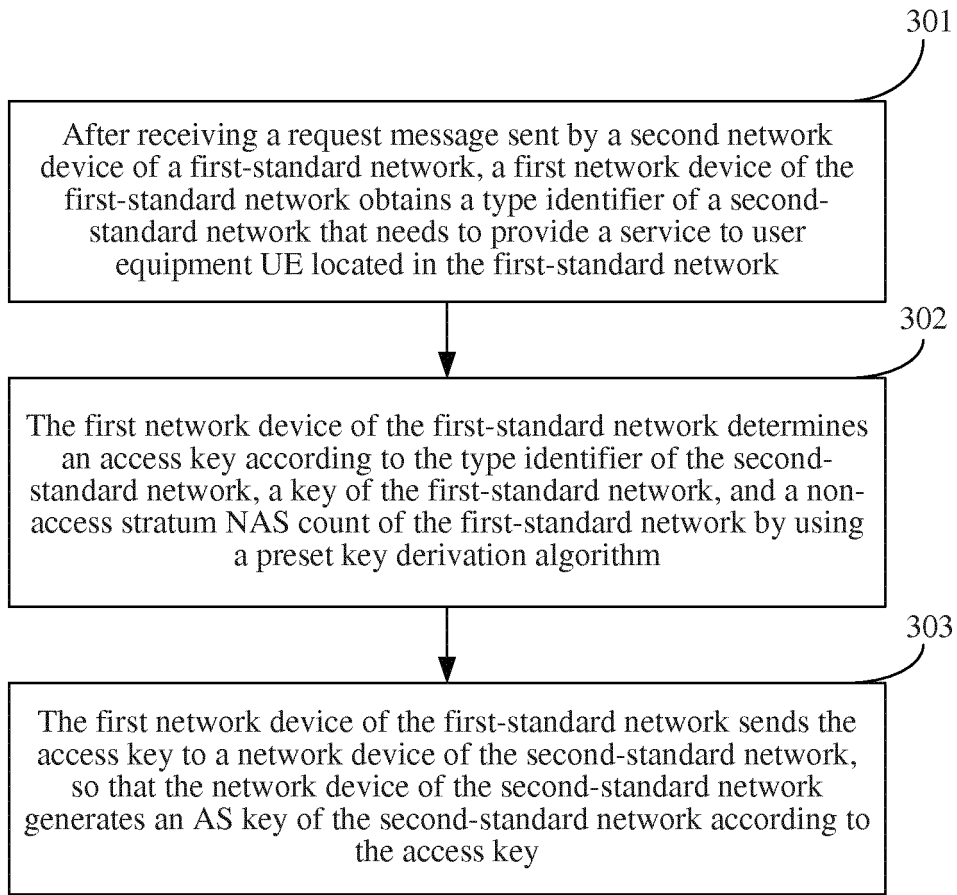 301
After receiving a request message sent by a second network
device of a first-standard network, a first network device of the
first-standard network obtains a type identifier of a second-
standard network that needs to provide a service to user
equipment UE located in the first-standard network
302
The first network device of the first-standard network determines
an access key according to the type identifier of the second-
standard network, a key of the first-standard network, and a non-
access stratum NAS count of the first-standard network by using
a preset key derivation algorithm
303
The first network device of the first-standard network sends the
access key to a network device of the second-standard network,
so that the network device of the second-standard network
generates an AS key of the second-standard network according to
the access key